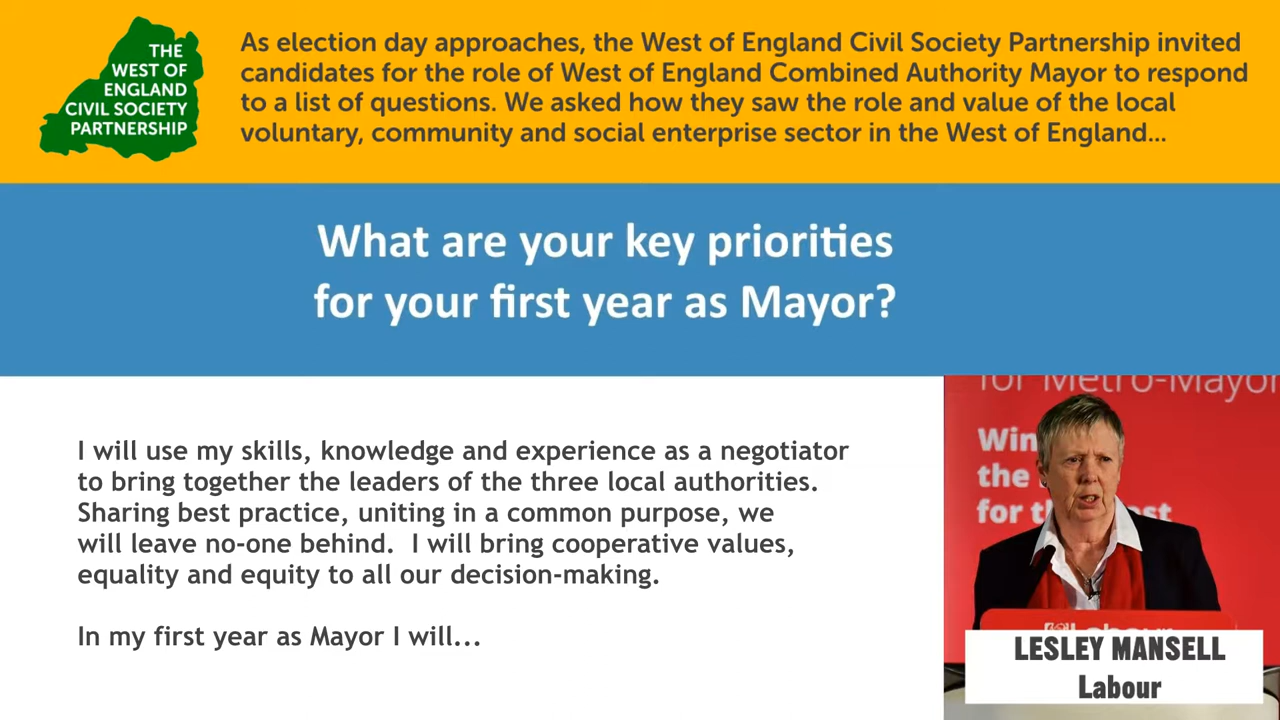 THE
WEST OF
ENGLAND
CIVIL SOCIETY
PARTNERSHIP
As election day approaches, the West of England Civil Society Partnership invited
candidates for the role of West of England Combined Authority Mayor to respond
to a list of questions. We asked how they saw the role and value of the local
voluntary, community and social enterprise sector in the West of England...
What are your key priorities
for your first year as Mayor?
I will use my skills, knowledge and experience as a negotiator
to bring together the leaders of the three local authorities.
Sharing best practice, uniting in a common purpose, we
will leave no-one behind.  I will bring cooperative values,
equality and equity to all our decision-making.
In my first year as Mayor I will...
for Metro-Mayor
the
for
LESLEY MANSELL
Labour